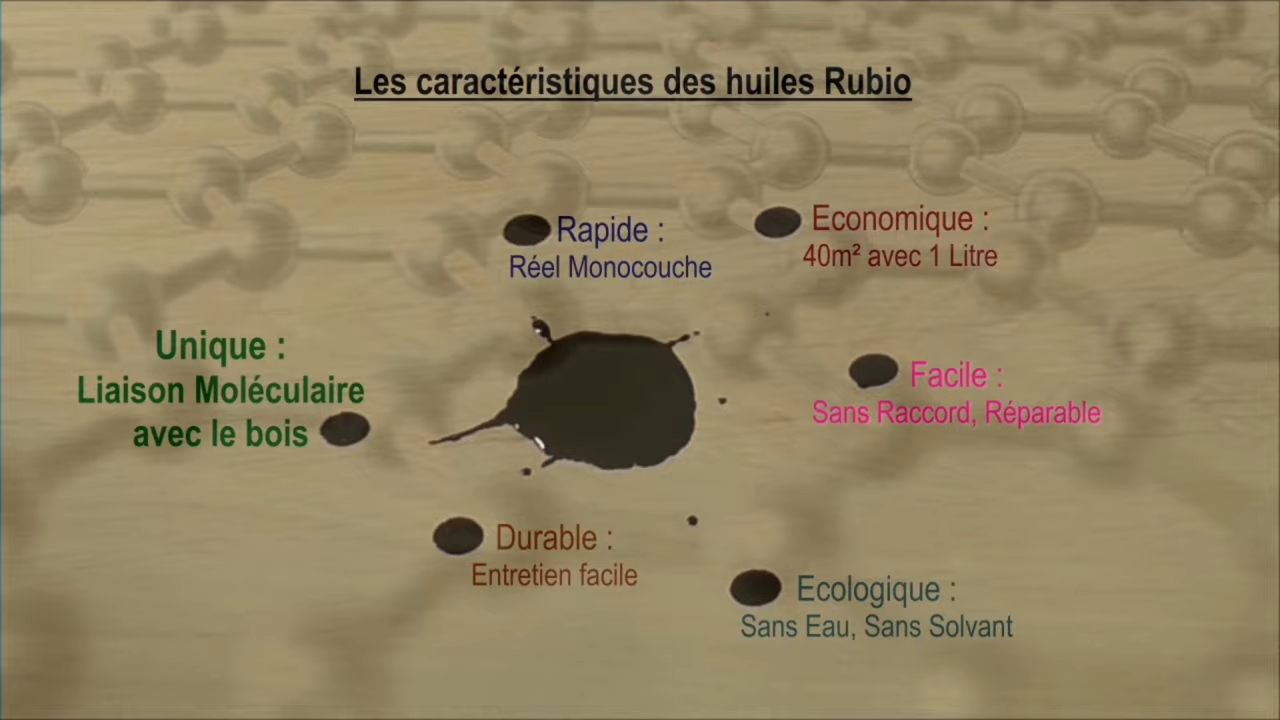 Les caractéristiques des huiles Rubio
Rapide :
Réel Monocouche
Economique :
40m² avec 1 Litre
Unique :
Liaison Moléculaire
avec le bois
Facile :
Sans Raccord, Réparable
Durable :
Entretien facile
Ecologique :
Sans Eau, Sans Solvant